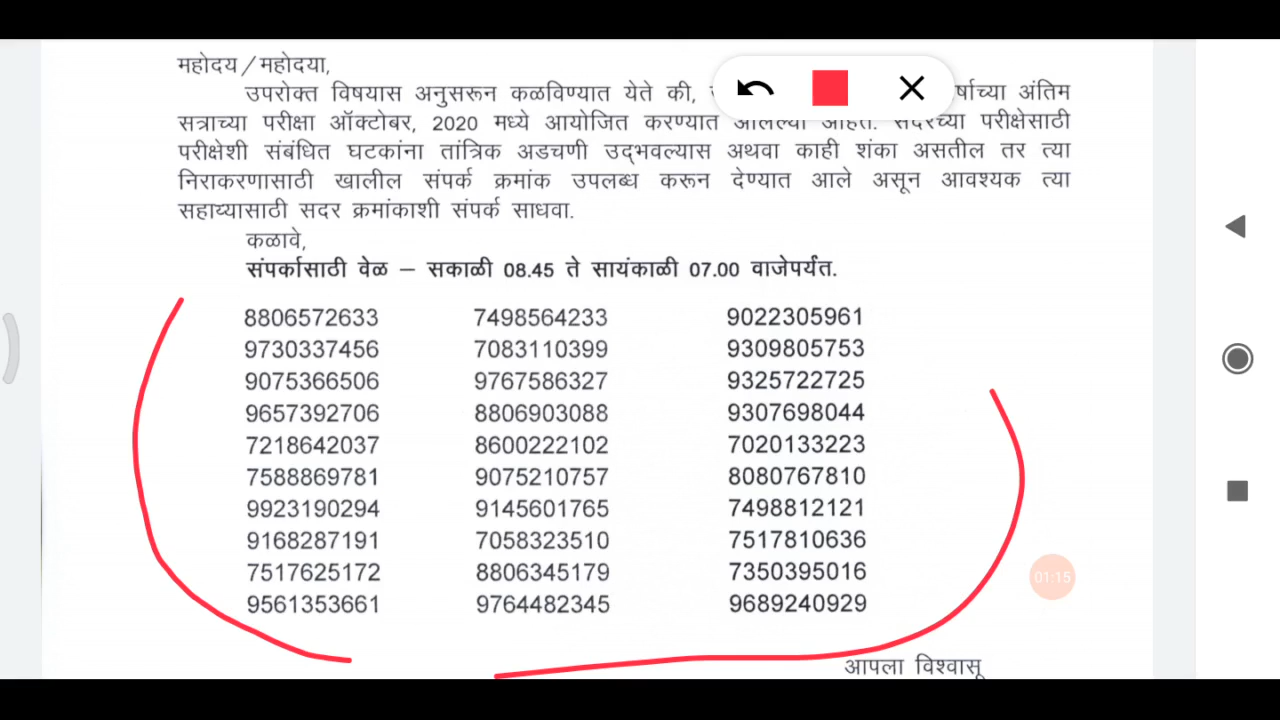 महोदय / महोदया,
उपरोक्त विषयास अनुसरून कळविण्यात येते की, र्षाच्या अंतिम
सत्राच्या परीक्षा ऑक्टोबर, 2020 मध्ये आयोजित करण्यात आलेल्या आहेत. सदरच्या परीक्षेसाठी
परीक्षेशी संबंधित घटकांना तांत्रिक अडचणी उद्‌भवल्यास अथवा काही शंका असतील तर त्या
निराकरणासाठी खालील संपर्क क्रमांक उपलब्ध करून देण्यात आले असून आवश्यक त्या
सहाय्यासाठी सदर क्रमांकाशी संपर्क साधवा.
कळावे,
संपर्कासाठी वेळ – सकाळी 08.45 ते सायंकाळी 07.00 वाजेपर्यंत.
8806572633 7498564233 9022305961
9730337456 7083110399 9309805753
9075366506 9767586327 9325722725
9657392706 8806903088 9307698044
7218642037 8600222102 7020133223
7588869781 9075210757 8080767810
9923190294 9145601765 7498812121
9168287191 7058323510 7517810636
7517625172 8806345179 7350395016
9561353661 9764482345 9689240929
01:15
आपला विश्वासू